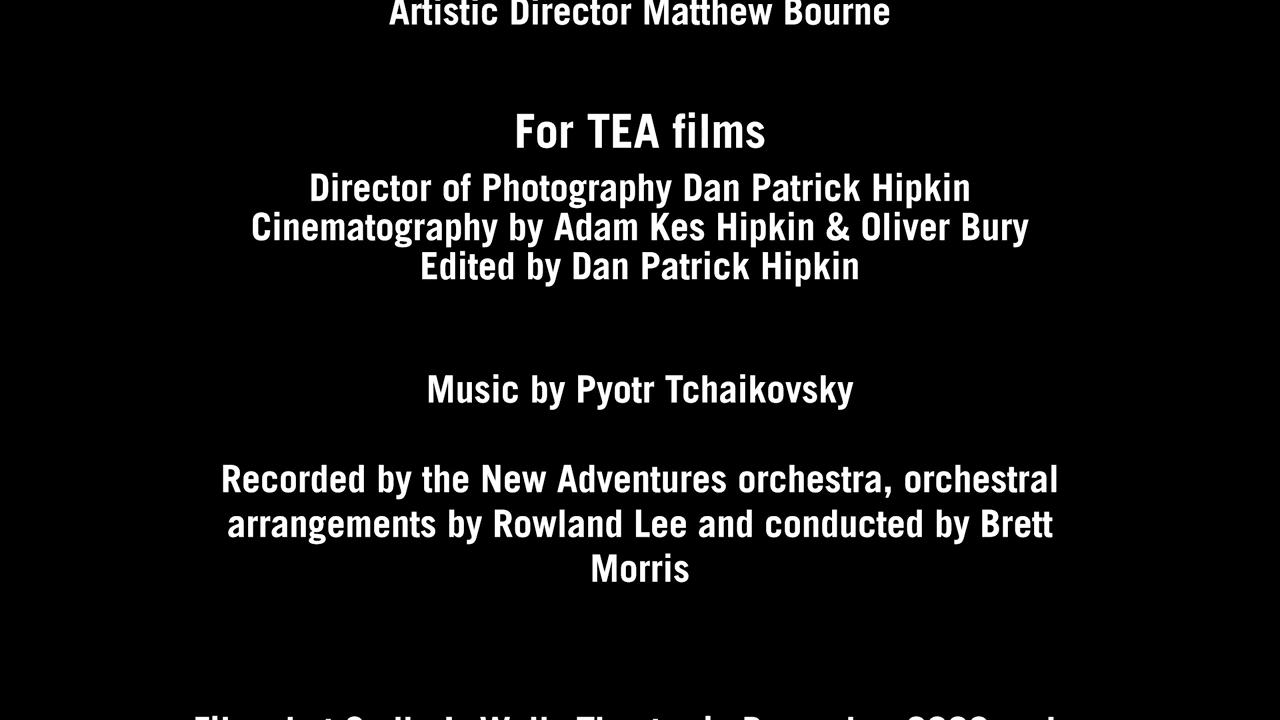 Artistic Director Matthew Bourne
For TEA films
Director of Photography Dan Patrick Hipkin
Cinematography by Adam Kes Hipkin & Oliver Bury
Edited by Dan Patrick Hipkin
Music by Pyotr Tchaikovsky
Recorded by the New Adventures orchestra, orchestral
arrangements by Rowland Lee and conducted by Brett
Morris